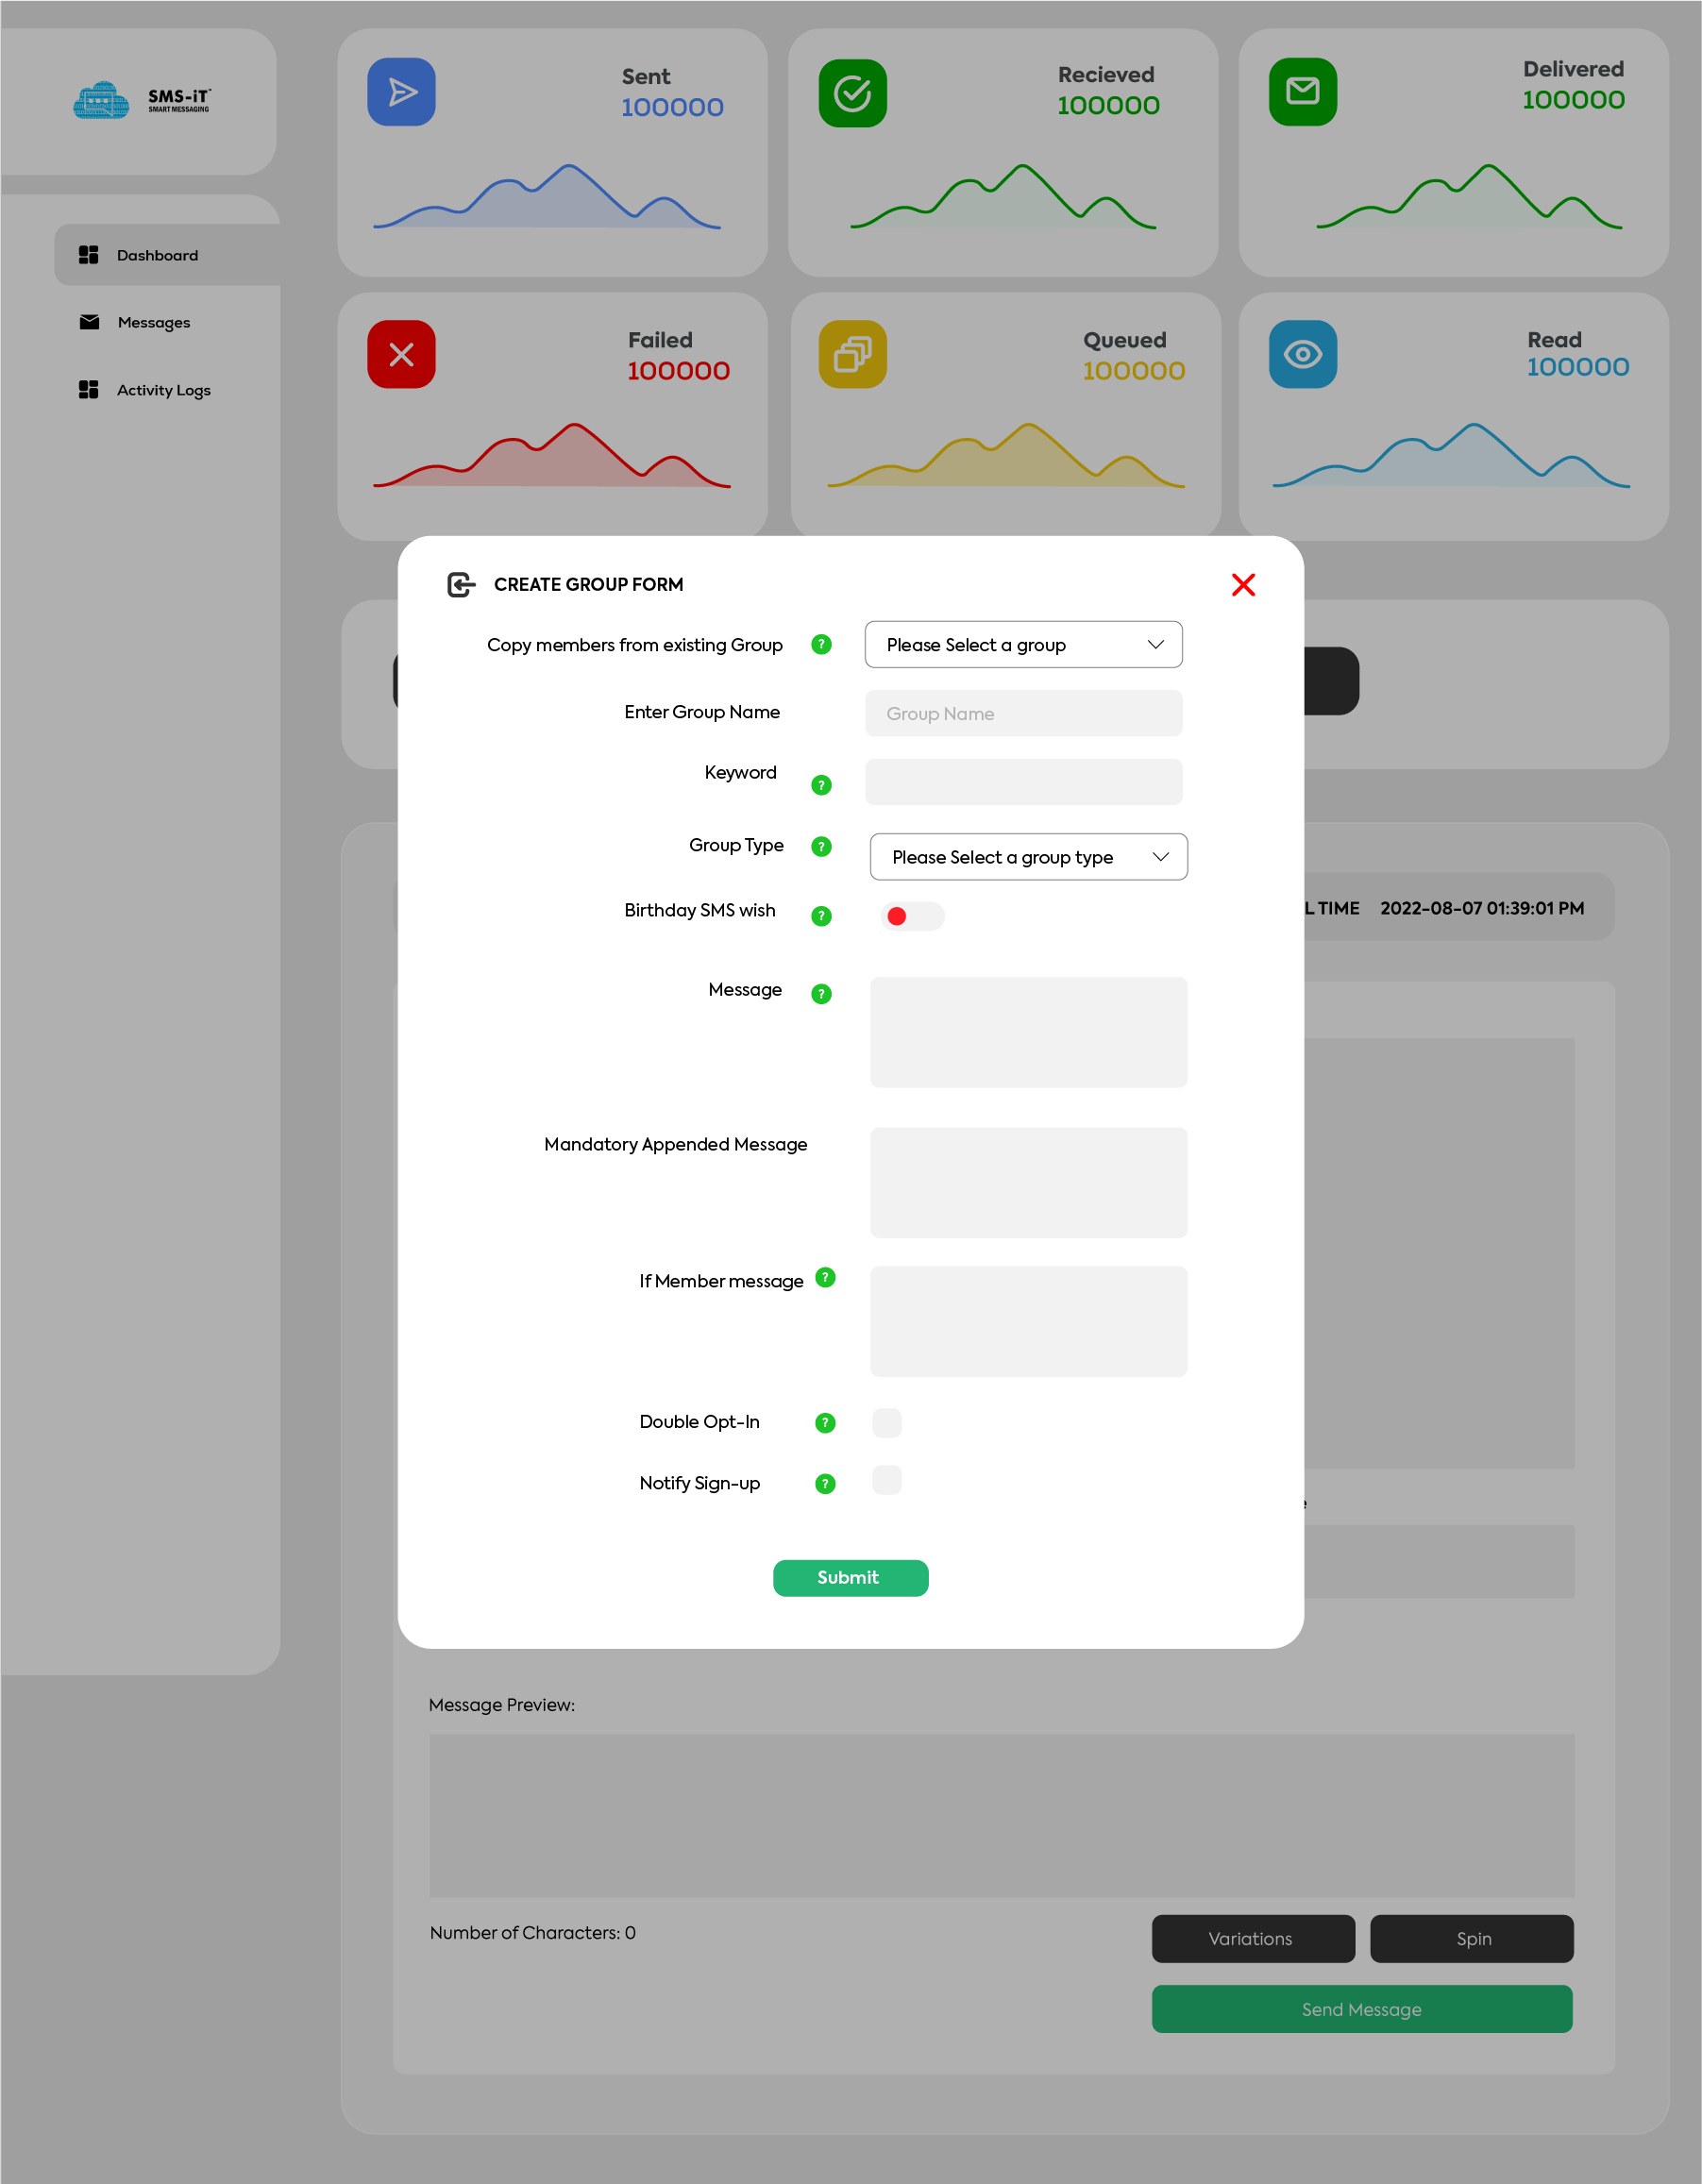 SMS-iT
SMART MESSAGING
Dashboard
Messages
Activity Logs
Sent
100000
Recieved
100000
Delivered
100000
Failed
100000
Queued
100000
Read
100000
CREATE GROUP FORM
Copy members from existing Group ? Please Select a group
Enter Group Name Group Name
Keyword ?
Group Type ? Please Select a group type
Birthday SMS wish ?
L TIME 2022-08-07 01:39:01 PM
Message ?
Mandatory Appended Message
If Member message ?
Double Opt-In ?
Notify Sign-up ?
Submit
Message Preview:
Number of Characters: 0
Variations Spin
Send Message